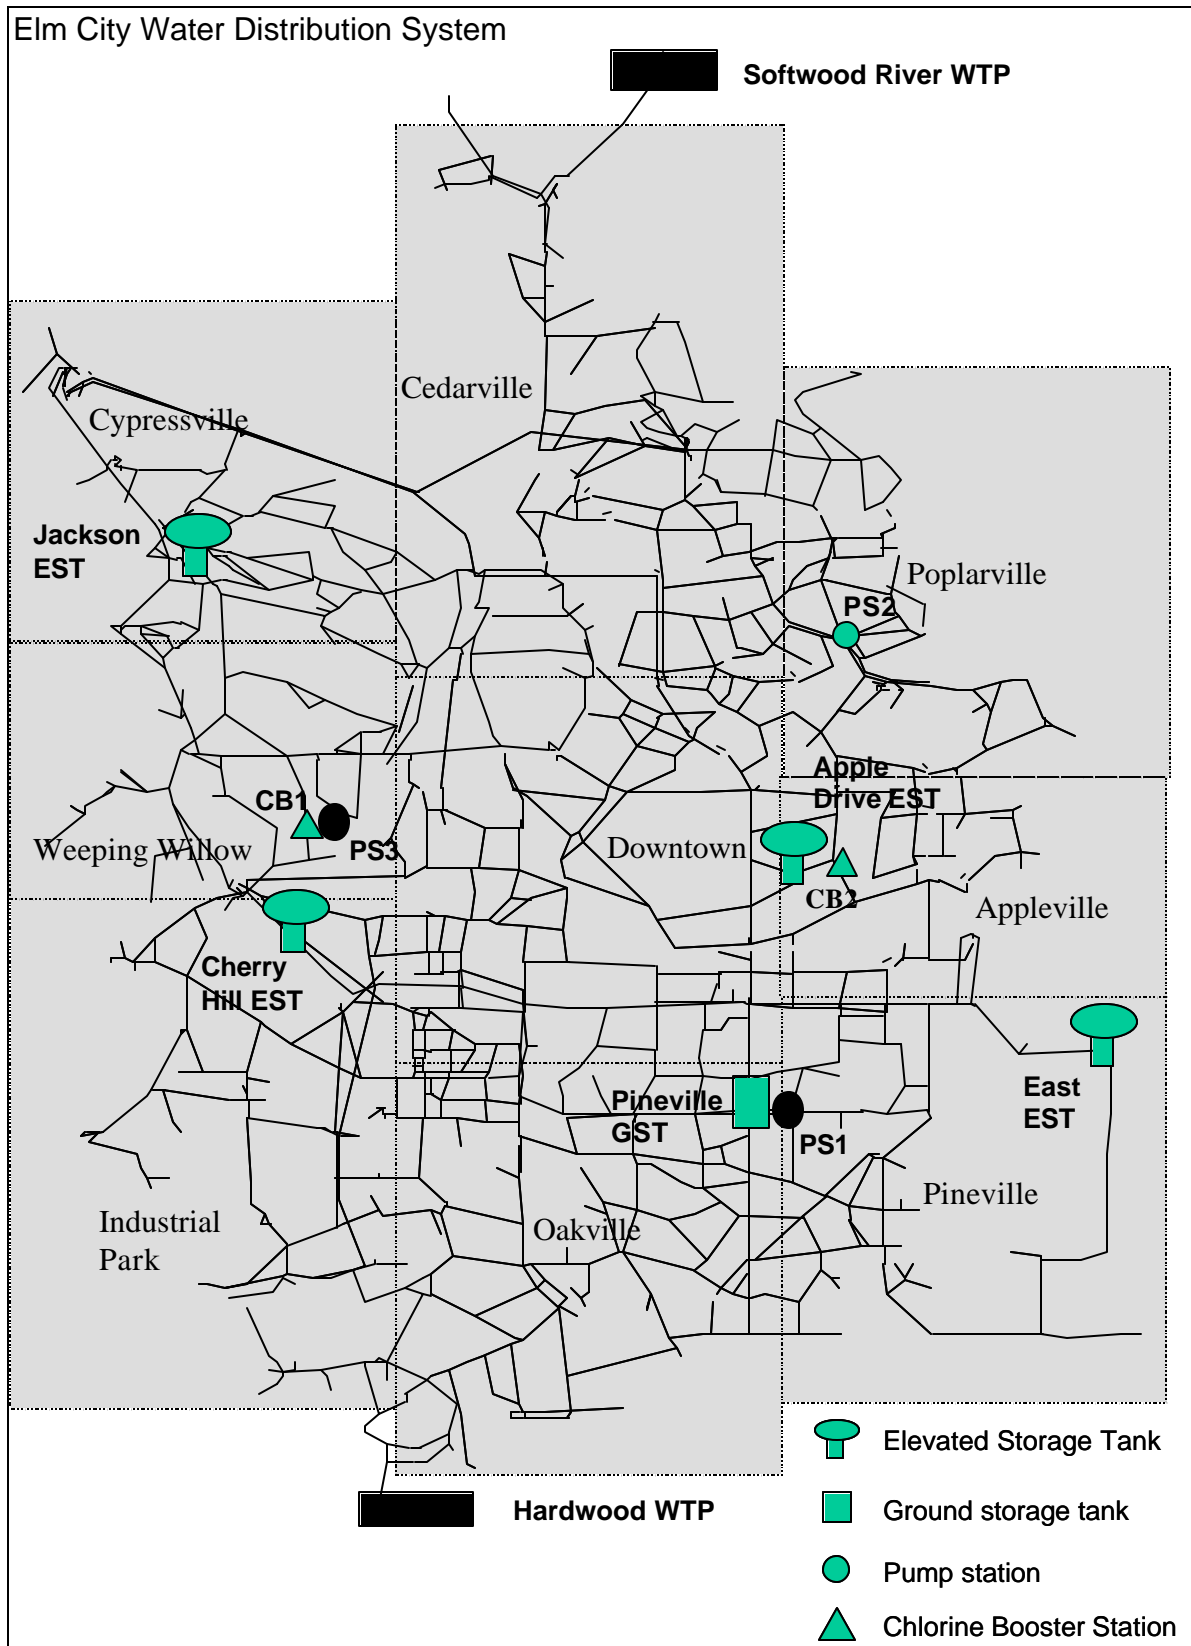 Elm City Water Distribution System
Softwood River WTP
Cedarville
Cypressville
Jackson
EST
Poplarville
PS2
Apple
Drive EST
CB1
PS3
Weeping Willow
Downtown
CB2
Appleville
Cherry
Hill EST
East
EST
Pineville
GST
PS1
Pineville
Industrial
Park
Oakville
Hardwood WTP
Elevated Storage Tank
Ground storage tank
Pump station
Chlorine Booster Station